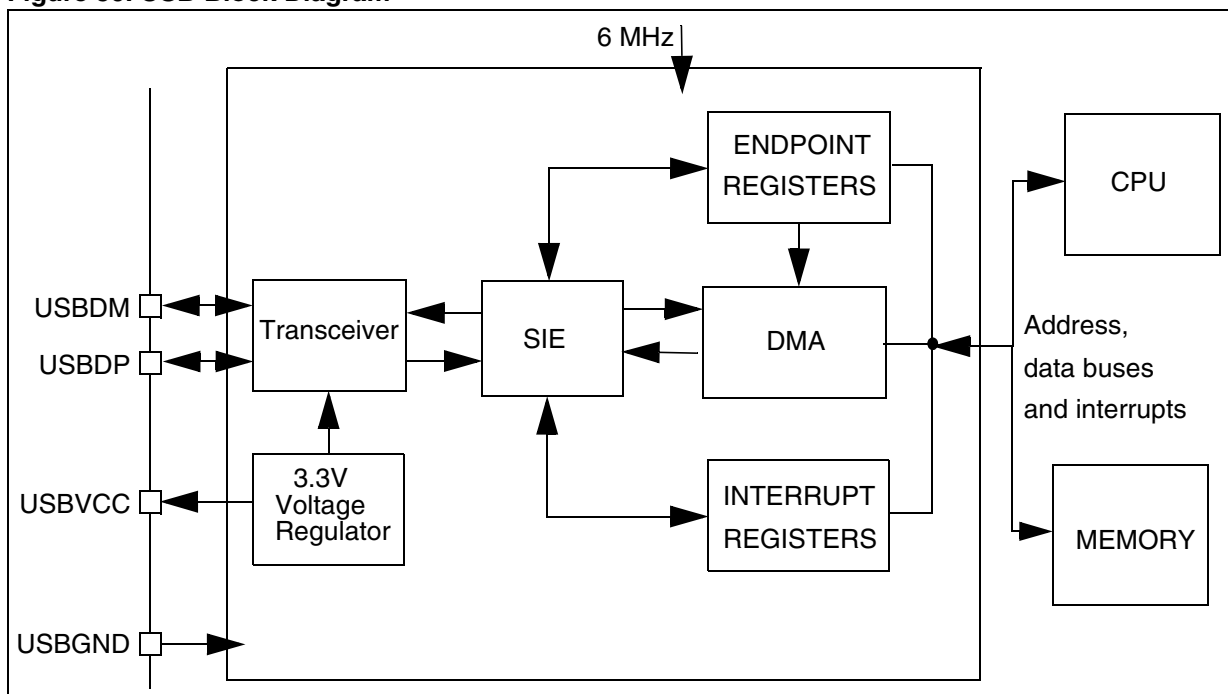 Figure USB Block Diagram
6 MHz
ENDPOINT
REGISTERS
CPU
USBDM
Transceiver
SIE
DMA
Address,
data buses
and interrupts
USBDP
3.3V
Voltage
Regulator
USBVCC
INTERRUPT
REGISTERS
MEMORY
USBGND